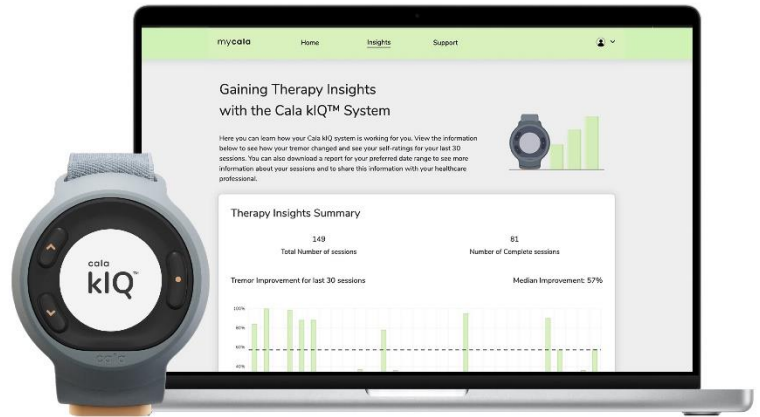 mycala Home Insights Support
Gaining Therapy Insights
with the Cala kIQ™ System
Here you can learn how your Cala kIQ system is working for you. View the information
below to see how your tremor changed and see your self-ratings for your last 30
sessions. You can also download a report for your preferred date range to see more
information about your sessions and to share this information with your healthcare
professional.
Therapy Insights Summary
149 81
Total Number of sessions Number of Complete sessions
Tremor Improvement for last 30 sessions Median Improvement: 57%
100%
80%
60%
40%
cala
kIQ™
cala